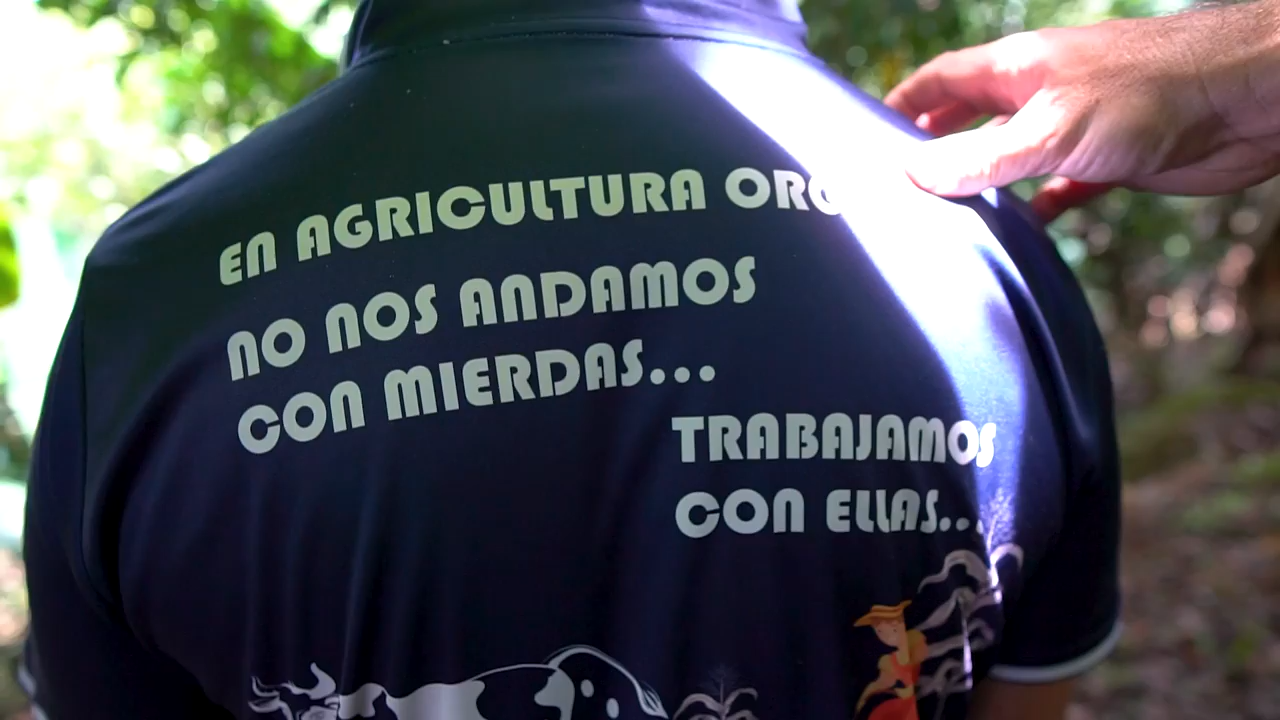 EN AGRICULTURA
NO NOS ANDAMOS
CON MIERDAS...
TRABAJAMOS
CON ELLAS...